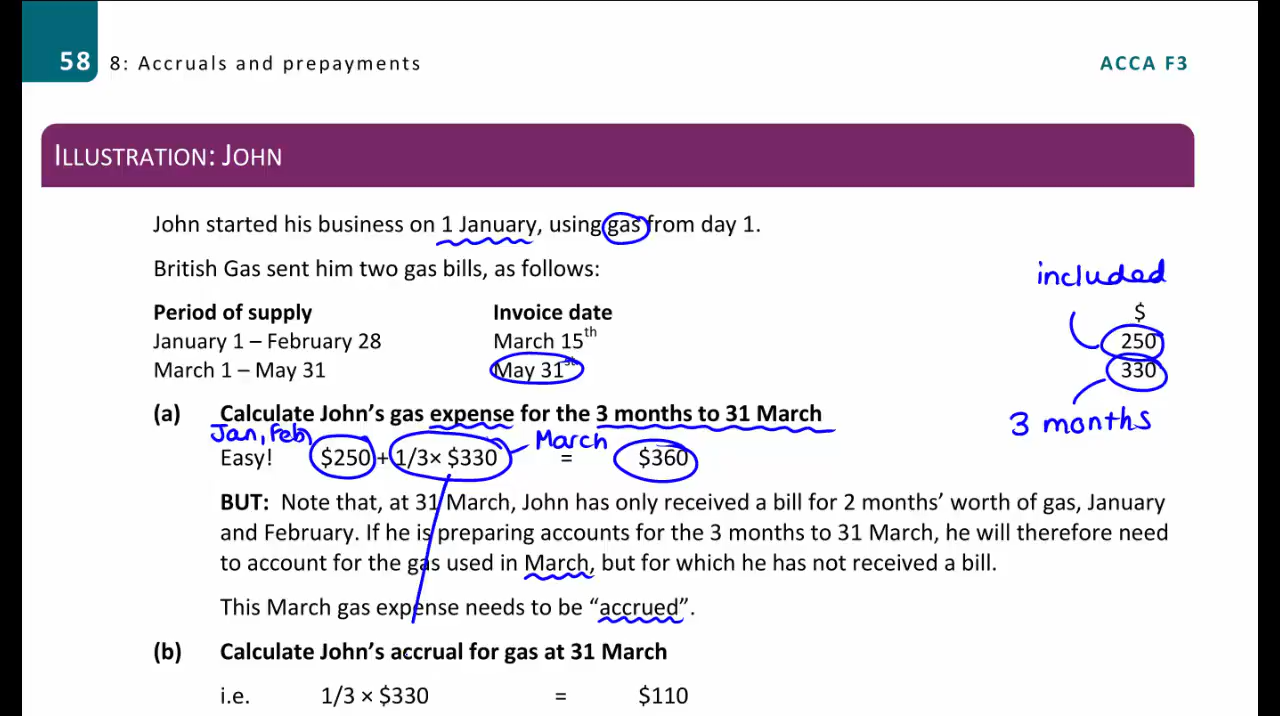 58 8: Accruals and prepayments ACCA F3
ILLUSTRATION: JOHN
John started his business on 1 January, using gas from day 1.
British Gas sent him two gas bills, as follows:
included
Period of supply Invoice date $
January 1 – February 28 March 15th 250
March 1 – May 31 May 31st 330
(a) Calculate John's gas expense for the 3 months to 31 March
3 months
Jan, Feb March
Easy! $250 + 1/3× $330 = $360
BUT: Note that, at 31 March, John has only received a bill for 2 months' worth of gas, January
and February. If he is preparing accounts for the 3 months to 31 March, he will therefore need
to account for the gas used in March, but for which he has not received a bill.
This March gas expense needs to be “accrued”.
(b) Calculate John's accrual for gas at 31 March
i.e. 1/3 × $330 = $110